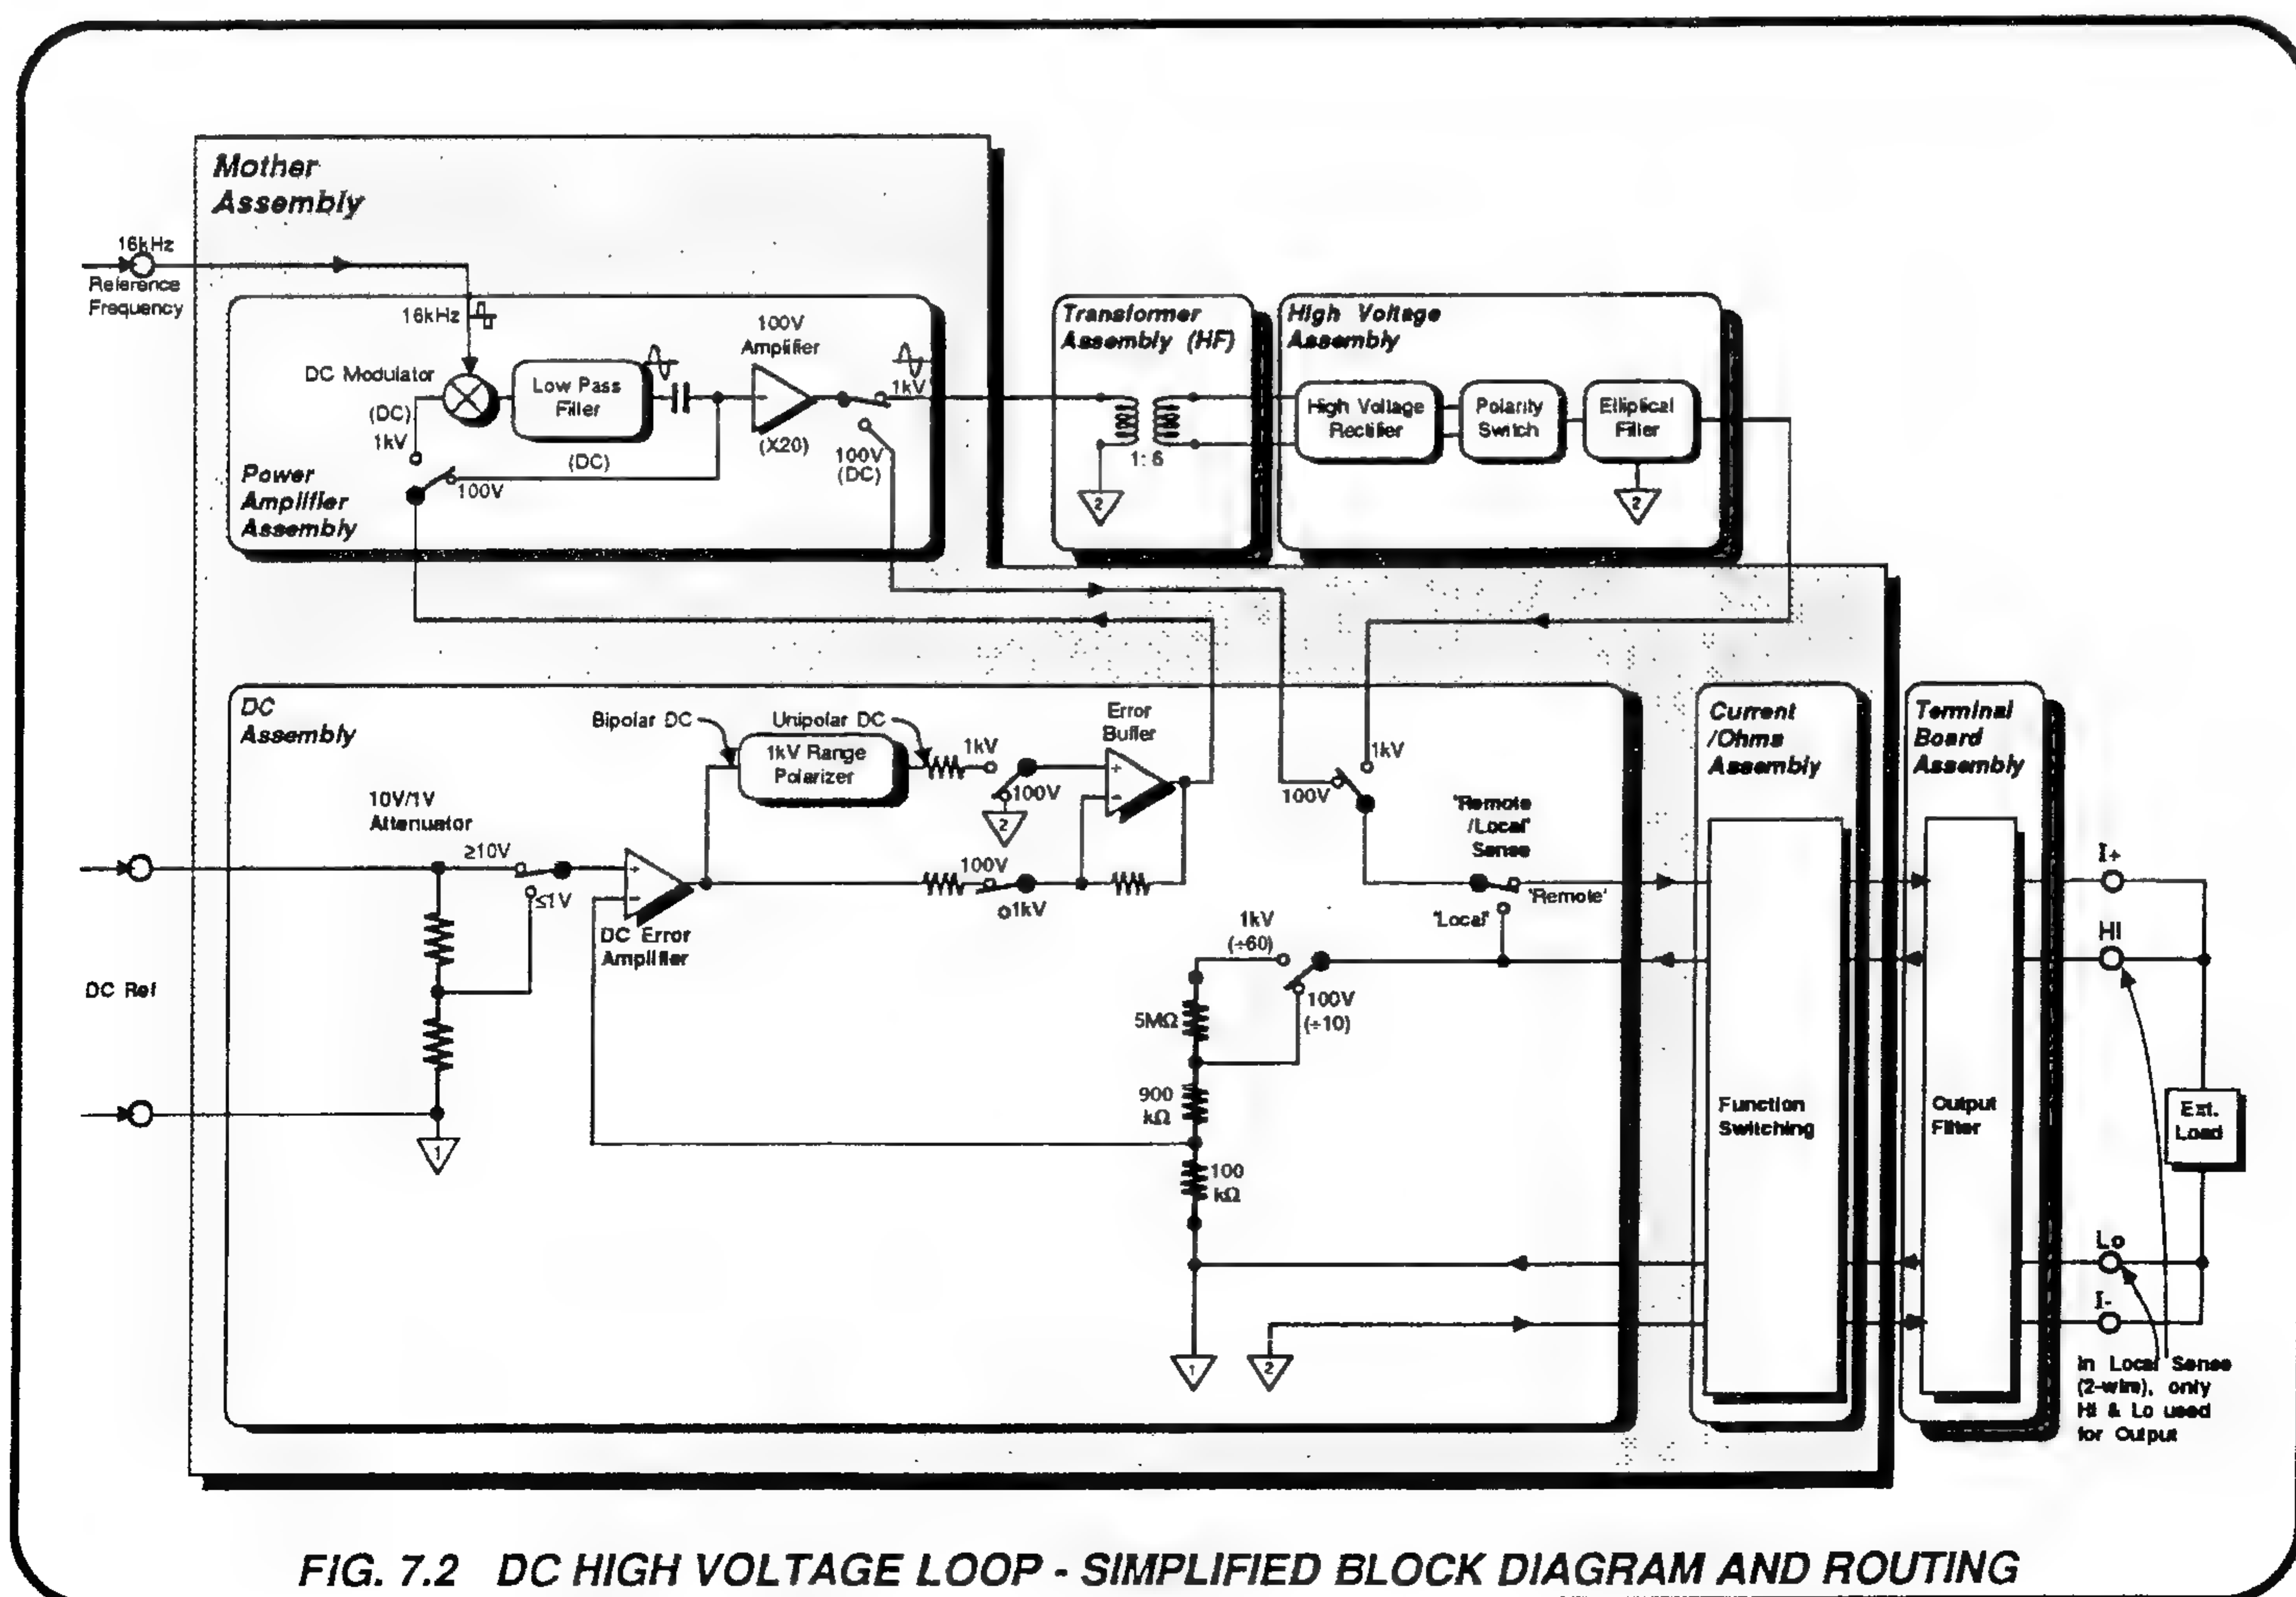 Mother
Assembly
16kHz
Reference
Frequency
16kHz
100V
Amplifier
DC Modulator
(DC)
1kV
Low Pass
Filter
(X20)
1kV
100V
(DC)
(DC)
100V
Power
Amplifier
Assembly
Transformer
Assembly (HF)
1:6
2
High Voltage
Assembly
High Voltage
Rectifier
Polarity
Switch
Elliptical
Filter
2
DC
Assembly
Bipolar DC
Unipolar DC
1kV Range
Polarizer
1kV
100V
2
Error
Buffer
+
-
10V/1V
Attenuator
≥10V
≤1V
+
-
DC Error
Amplifier
100V
1kV
DC Ref
1
1kV
100V
'Remote
/Local'
Sense
'Remote'
'Local'
1kV
(÷60)
100V
(÷10)
5MΩ
900
kΩ
100
kΩ
1
2
Current
/Ohms
Assembly
Function
Switching
Terminal
Board
Assembly
Output
Filter
I+
Hi
Ext.
Load
Lo
I-
In Local Sense
(2-wire), only
Hi & Lo used
for Output
FIG. 7.2 DC HIGH VOLTAGE LOOP - SIMPLIFIED BLOCK DIAGRAM AND ROUTING